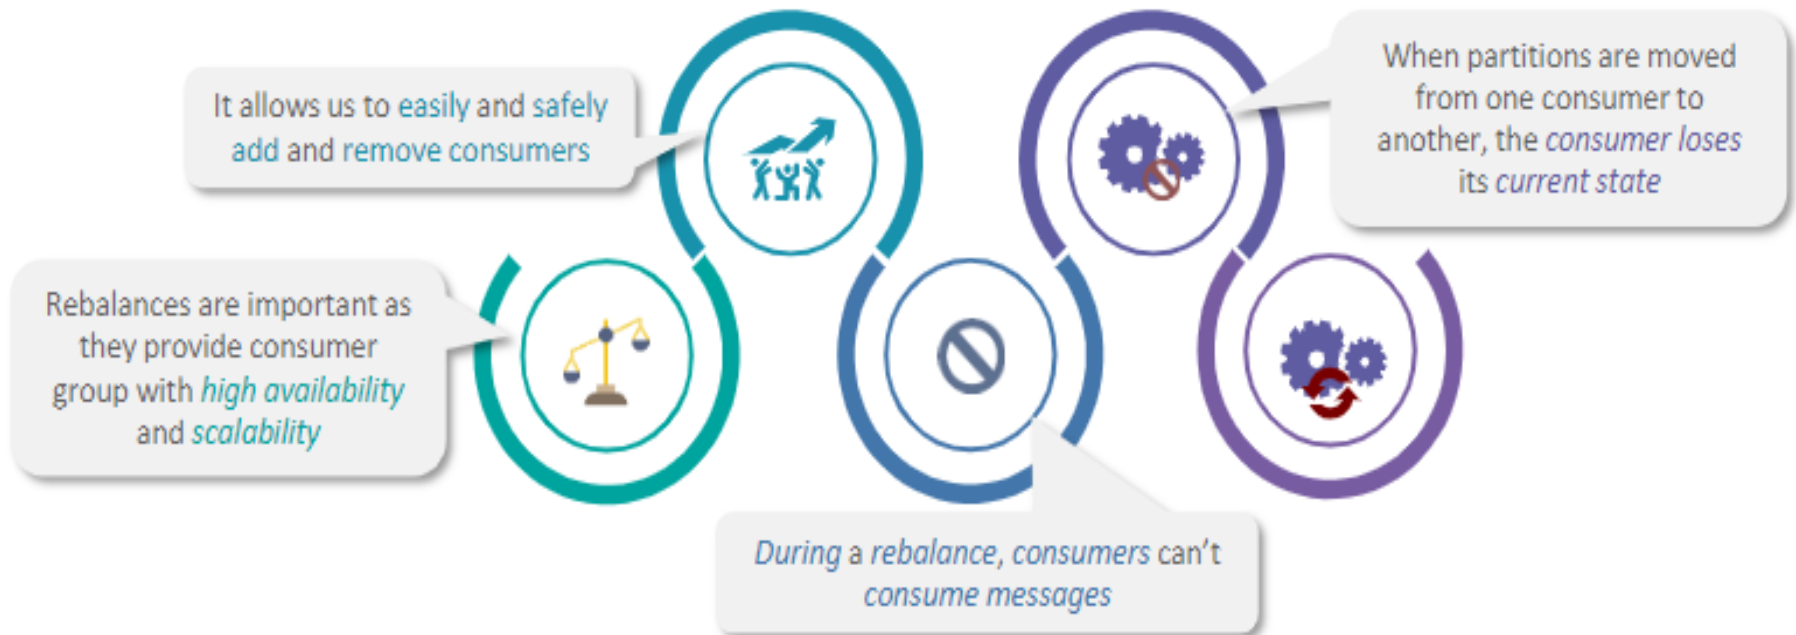 Rebalances are important as
they provide consumer
group with high availability
and scalability
It allows us to easily and safely
add and remove consumers
During a rebalance, consumers can't
consume messages
When partitions are moved
from one consumer to
another, the consumer loses
its current state